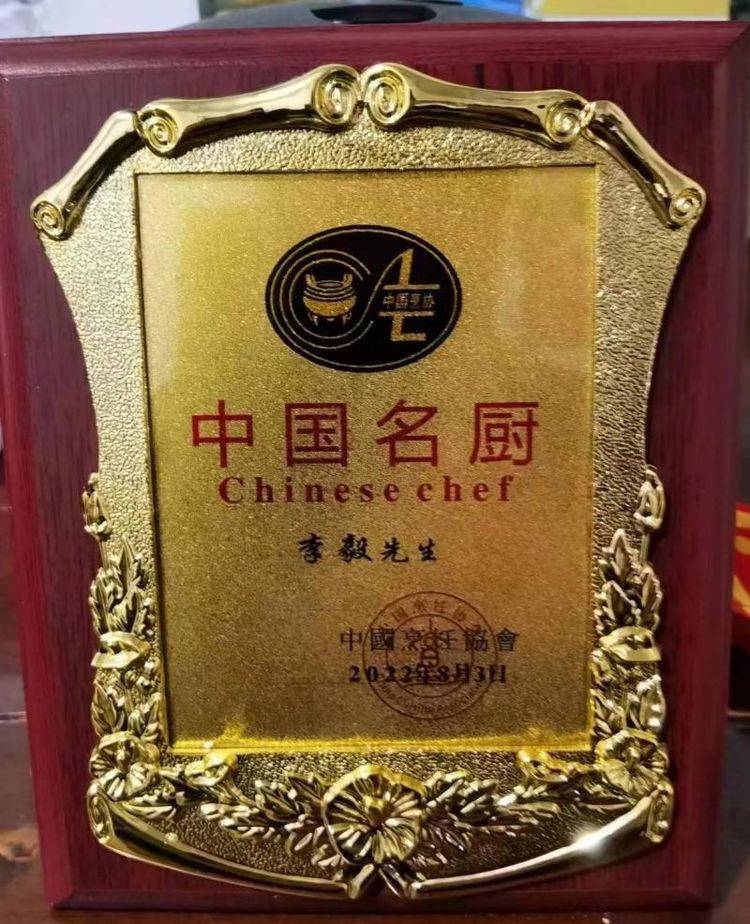 中国烹协
中国名厨
Chinese chef
李毅先生
中國烹饪協會
2022年8月3日